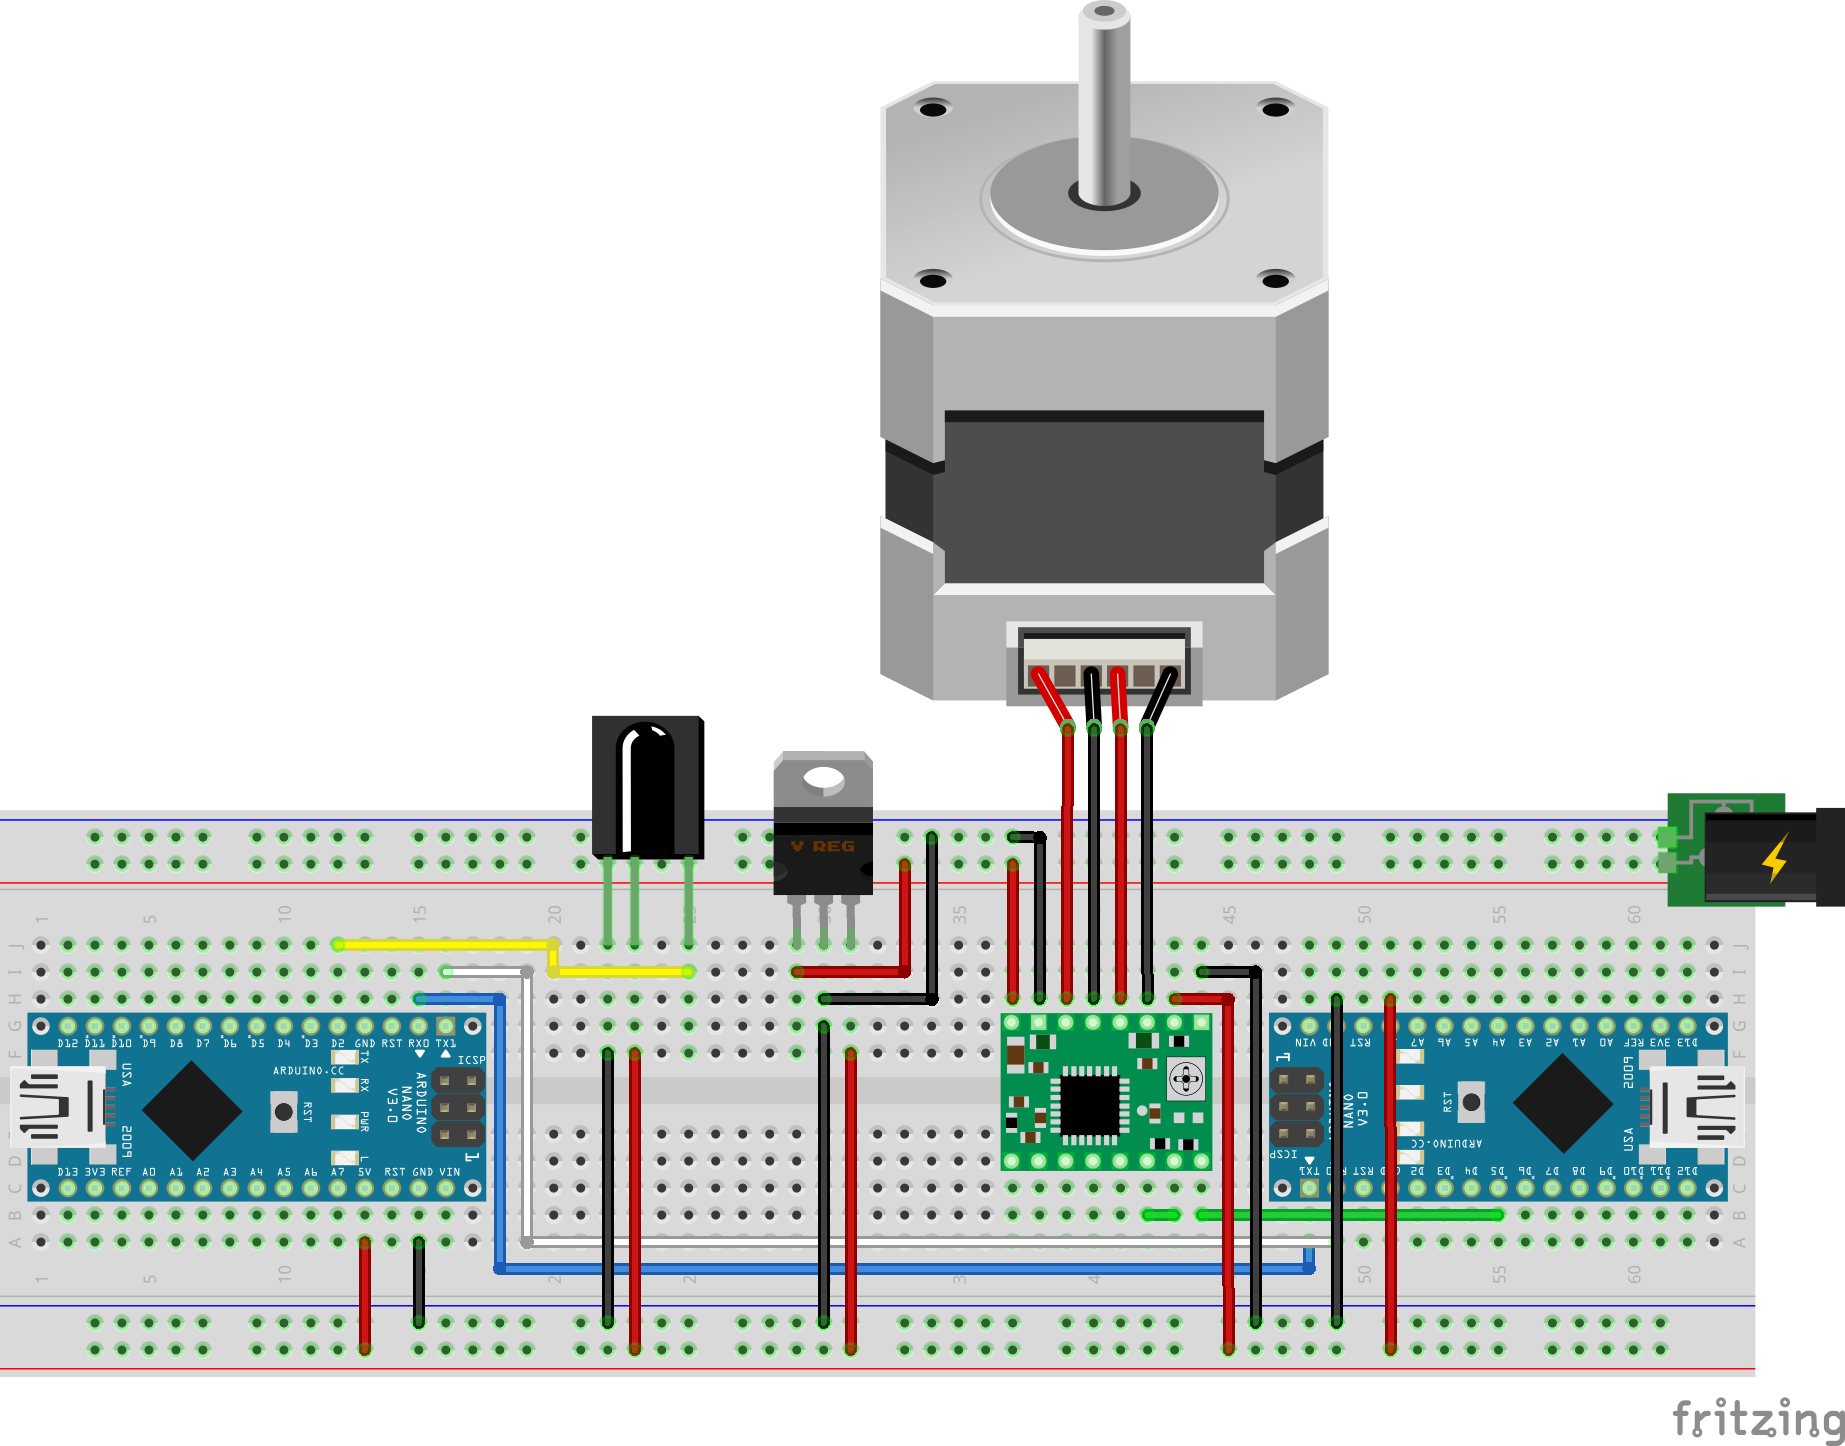 V REG
1 5 10 15 20 25 30 35 45 50 55 60
J
I
H
G
F
D
C
B
A
J
I
H
G
F
D
C
B
A
D12 D11 D10 D9 D8 D7 D6 D5 D4 D3 D2 GND RST RX0 TX1
USA
2009
ARDUINO.CC
RST
TX
RX
PWR
L
ARDUINO
NANO
V3.0
ICSP
1
D13 3V3 REF A0 A1 A2 A3 A4 A5 A6 A7 5V RST GND VIN
VIN RST A7 A6 A5 A4 A3 A2 A1 A0 REF 3V3 D13
1
NANO
V3.0
RST
ARDUINO.CC
2009
USA
ICSP
TX1 RST D2 D3 D4 D5 D6 D7 D8 D9 D10 D11 D12
1 5 10 50 55 60
fritzing